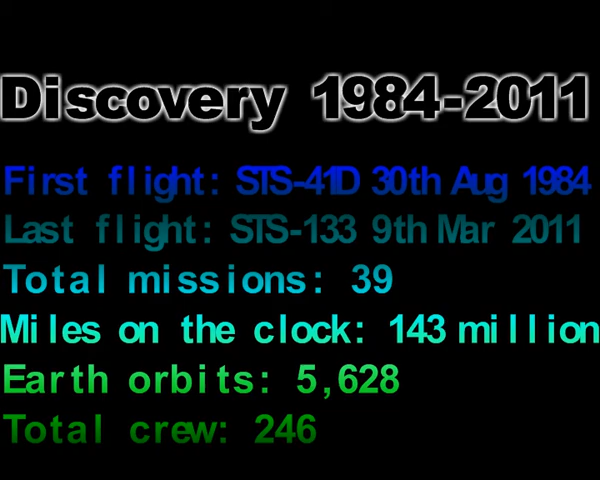 Discovery 1984-2011
First flight: STS-41D 30th Aug 1984
Last flight: STS-133 9th Mar 2011
Total missions: 39
Miles on the clock: 143 million
Earth orbits: 5,628
Total crew: 246